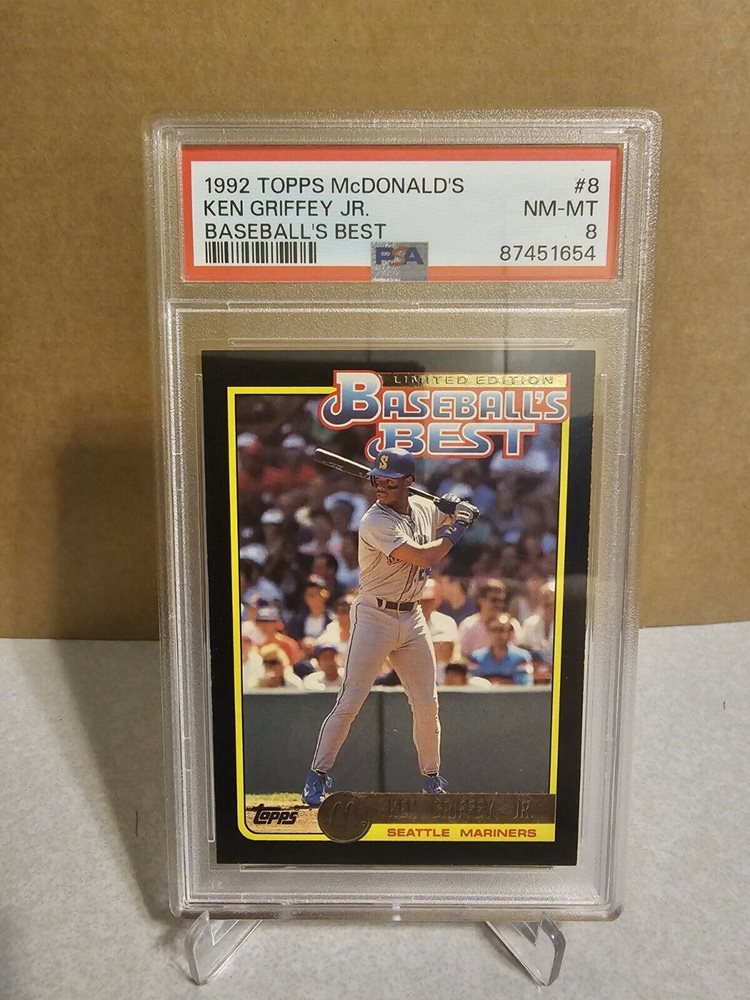 1992 TOPPS McDONALD'S #8
KEN GRIFFEY JR. NM-MT
BASEBALL'S BEST 8
PSA 87451654
LIMITED EDITION
BASEBALL'S
BEST
S
KEN GRIFFEY JR.
topps
SEATTLE MARINERS